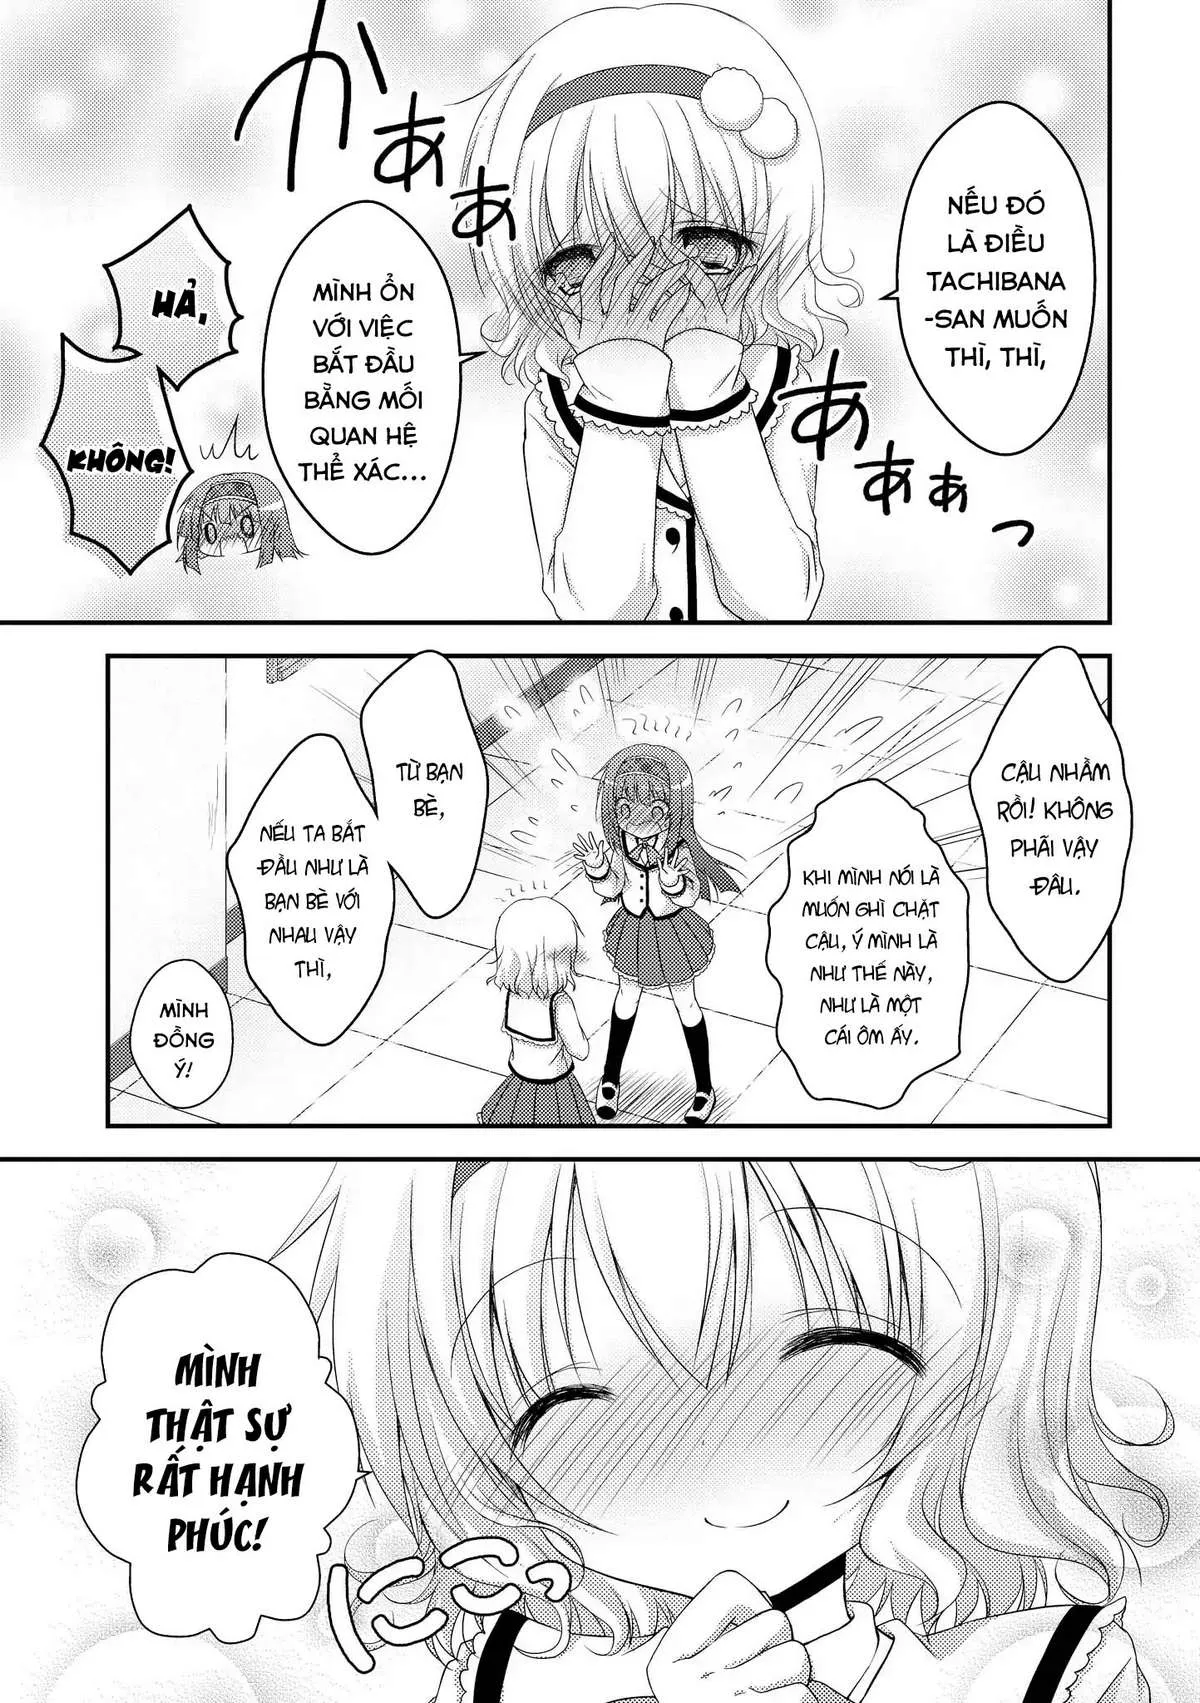 NẾU ĐÓ
LÀ ĐIỀU
TACHIBANA
-SAN MUỐN
THÌ, THÌ,
かぁぁぁ
ぁぁぁっ
MÌNH ỔN
VỚI VIỆC
BẮT ĐẦU
BẰNG MỐI
QUAN HỆ
THỂ XÁC...
HẢ,
KHÔNG!
CẬU NHẦM
RỒI! KHÔNG
PHẢI VẬY
ĐÂU.
KHI MÌNH NÓI LÀ
MUỐN GHÌ CHẶT
CẬU, Ý MÌNH LÀ
NHƯ THẾ NÀY,
NHƯ LÀ MỘT
CÁI ÔM ẤY.
TỪ BẠN
BÈ,
NẾU TA BẮT
ĐẦU NHƯ LÀ
BẠN BÈ VỚI
NHAU VẬY
THÌ,
MÌNH
ĐỒNG
Ý!
MÌNH
THẬT SỰ
RẤT HẠNH
PHÚC!
にこにこ